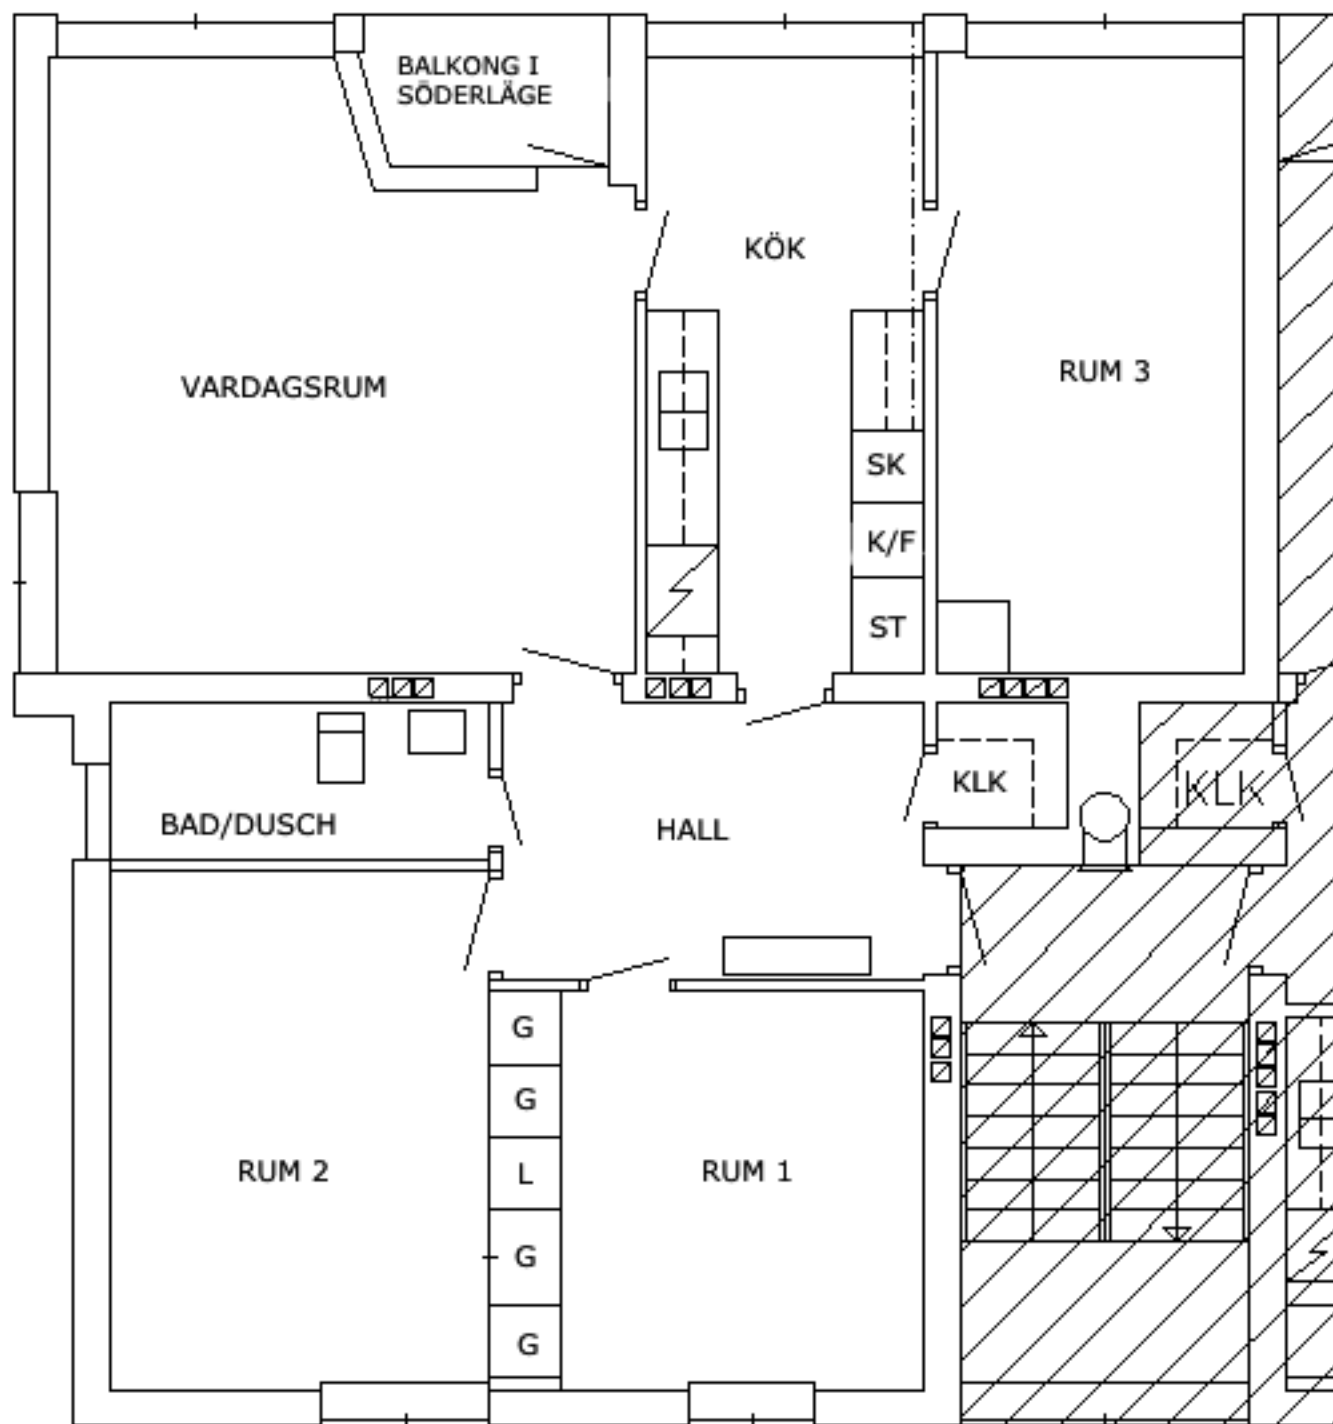 BALKONG I
SÖDERLÄGE
KÖK
VARDAGSRUM
RUM 3
SK
K/F
ST
KLK
KLK
BAD/DUSCH
HALL
G
G
RUM 2
L
RUM 1
G
G